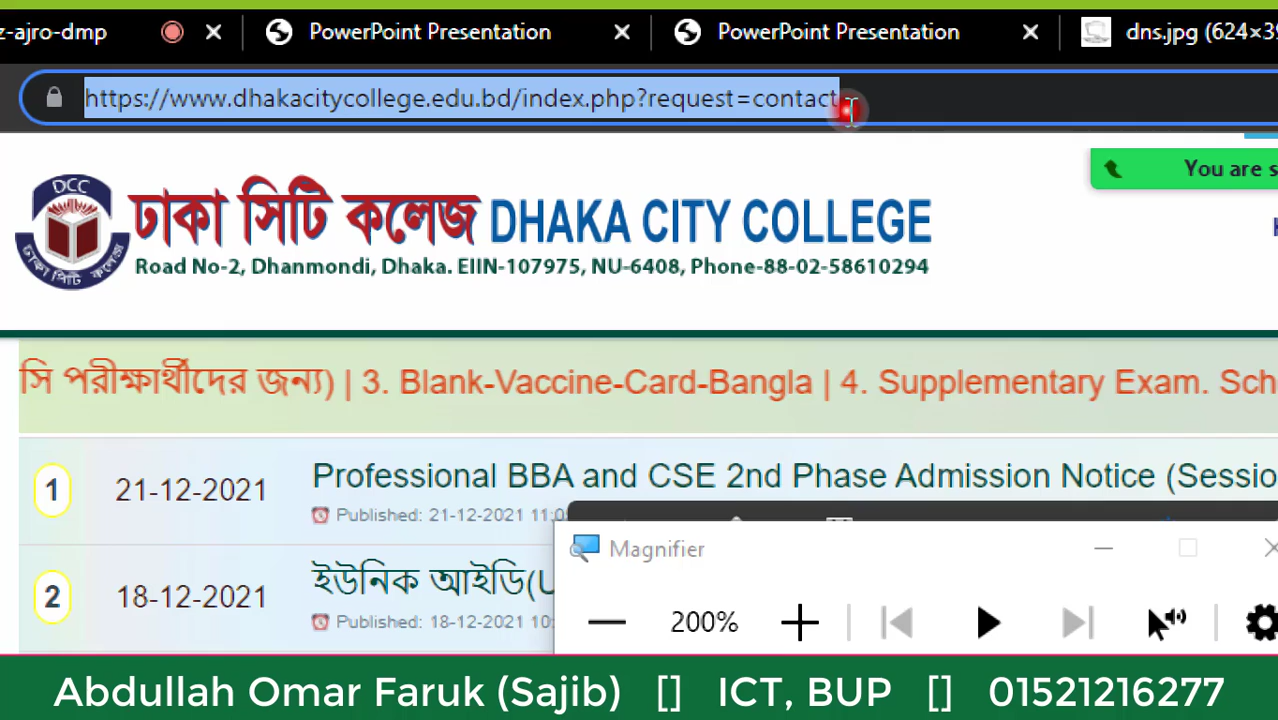 z-ajro-dmp
PowerPoint Presentation
PowerPoint Presentation
dns.jpg (624×39
https://www.dhakacitycollege.edu.bd/index.php?request=contact
You are s
DCC
ঢাকা সিটি কলেজ
ঢাকা সিটি কলেজ DHAKA CITY COLLEGE
Road No-2, Dhanmondi, Dhaka. EIIN-107975, NU-6408, Phone-88-02-58610294
সি পরীক্ষার্থীদের জন্য) | 3. Blank-Vaccine-Card-Bangla | 4. Supplementary Exam. Sch
1 21-12-2021 Professional BBA and CSE 2nd Phase Admission Notice (Sessio
Published: 21-12-2021 11:0
2 18-12-2021 ইউনিক আইডি(U
Published: 18-12-2021 10:
Magnifier
200%
Abdullah Omar Faruk (Sajib) [] ICT, BUP [] 01521216277